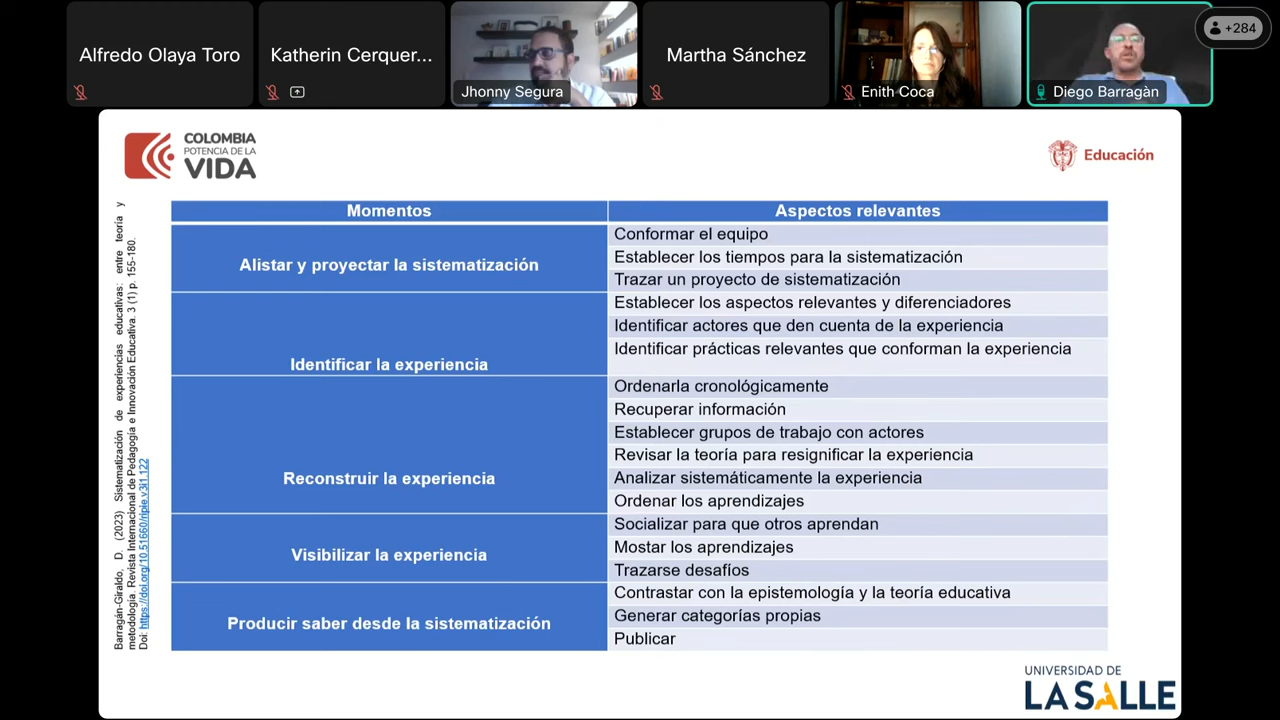 Alfredo Olaya Toro
Katherin Cerquer...
Jhonny Segura
Martha Sánchez
Enith Coca
Diego Barragàn
+284
COLOMBIA
POTENCIA DE LA
VIDA
Educación
Momentos
Aspectos relevantes
Alistar y proyectar la sistematización
Conformar el equipo
Establecer los tiempos para la sistematización
Trazar un proyecto de sistematización
Identificar la experiencia
Establecer los aspectos relevantes y diferenciadores
Identificar actores que den cuenta de la experiencia
Identificar prácticas relevantes que conforman la experiencia
Reconstruir la experiencia
Ordenarla cronológicamente
Recuperar información
Establecer grupos de trabajo con actores
Revisar la teoría para resignificar la experiencia
Analizar sistemáticamente la experiencia
Ordenar los aprendizajes
Visibilizar la experiencia
Socializar para que otros aprendan
Mostar los aprendizajes
Trazarse desafíos
Producir saber desde la sistematización
Contrastar con la epistemología y la teoría educativa
Generar categorías propias
Publicar
Barragán-Giraldo, D. (2023) Sistematización de experiencias educativas: entre teoría y
metodología. Revista Internacional de Pedagogía e Innovación Educativa. 3 (1) p. 155-180.
Doi: https://doi.org/10.51660/ripie.v3i1.122
UNIVERSIDAD DE
LA SALLE